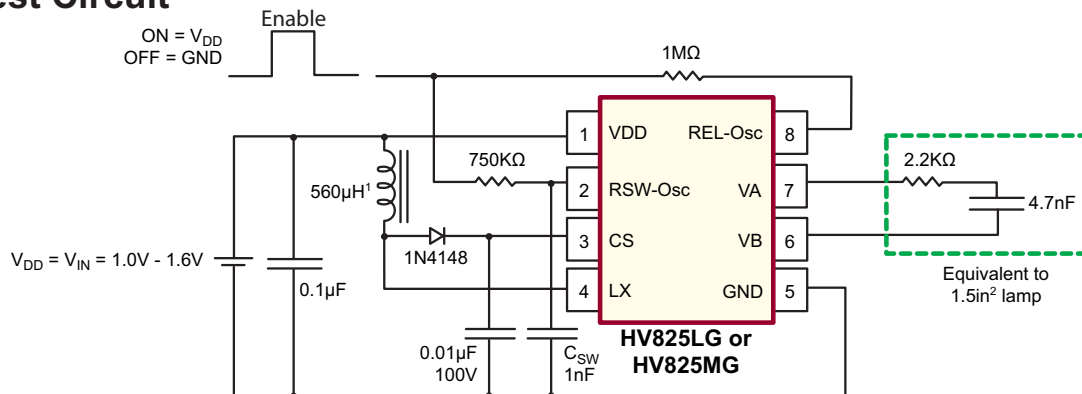 est Circuit
Enable
ON = VDD
OFF = GND
1MΩ
1 VDD REL-Osc 8
750KΩ
2.2KΩ
560µH¹
2 RSW-Osc VA 7
4.7nF
3 CS VB 6
1N4148
VDD = VIN = 1.0V - 1.6V
0.1µF
4 LX GND 5
Equivalent to
1.5in² lamp
HV825LG or
HV825MG
0.01µF
100V
CSW
1nF